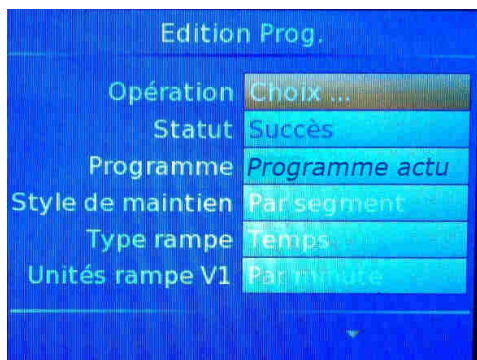 Edition Prog.
Opération Choix ...
Statut Succès
Programme Programme actu
Style de maintien Par segment
Type rampe Temps
Unités rampe V1 Par minute